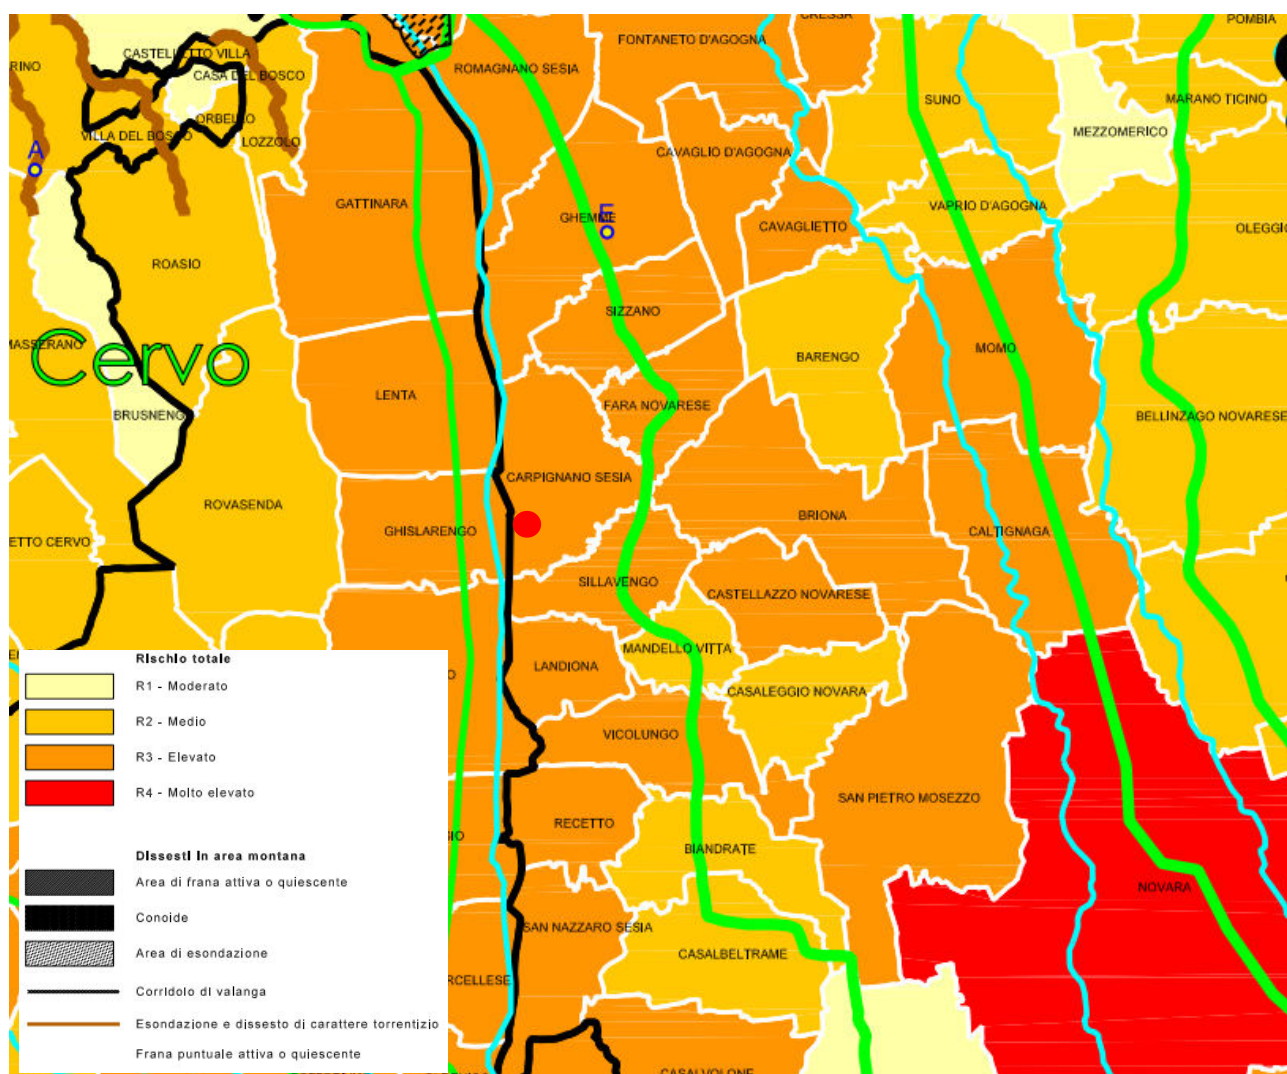 CRESSA
POMBIA
FONTANETO D'AGOGNA
CASTELLETTO VILLA
RINO
CASA DEL BOSCO
ROMAGNANO SESIA
SUNO
MARANO TICINO
ORBELLO
VILLA DEL BOSCO
LOZZOLO
MEZZOMERICO
A
CAVAGLIO D'AGOGNA
GATTINARA
VAPRIO D'AGOGNA
E
GHEMME
CAVAGLIETTO
OLEGGIO
ROASIO
SIZZANO
MASSERANO
Cervo
BARENGO
MOMO
LENTA
FARA NOVARESE
BRUSNENG
BELLINZAGO NOVARESE
CARPIGNANO SESIA
ROVASENDA
BRIONA
GHISLARENGO
CALTIGNAGA
ETTO CERVO
SILLAVENGO
CASTELLAZZO NOVARESE
MANDELLO VITTA
LANDIONA
CASALEGGIO NOVARA
VICOLUNGO
SAN PIETRO MOSEZZO
RECETTO
BIANDRATE
NOVARA
SAN NAZZARO SESIA
CASALBELTRAME
RCELLESE
CASALVOLONE
Rischio totale
R1 - Moderato
R2 - Medio
R3 - Elevato
R4 - Molto elevato
Dissesti in area montana
Area di frana attiva o quiescente
Conoide
Area di esondazione
Corridoio di valanga
Esondazione e dissesto di carattere torrentizio
Frana puntuale attiva o quiescente